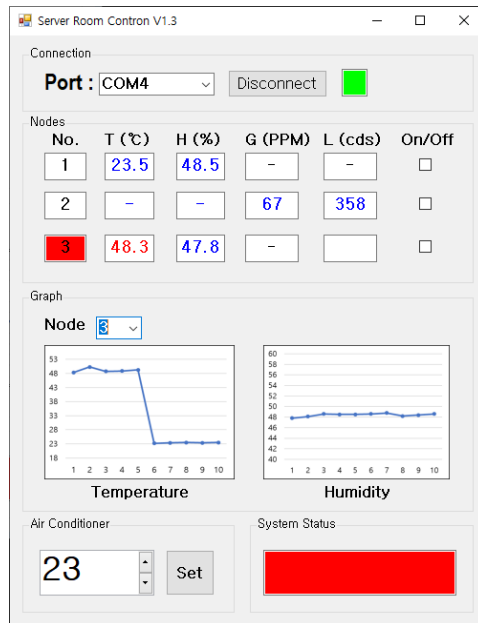 Server Room Contron V1.3
Connection
Port : COM4 Disconnect
Nodes
No. T (℃) H (%) G (PPM) L (cds) On/Off
1 23.5 48.5 - -
2 - - 67 358
3 48.3 47.8 -
Graph
Node 3
53
48
43
38
33
28
23
18
1 2 3 4 5 6 7 8 9 10
Temperature
60
58
56
54
52
50
48
46
44
42
40
1 2 3 4 5 6 7 8 9 10
Humidity
Air Conditioner
23 Set
System Status